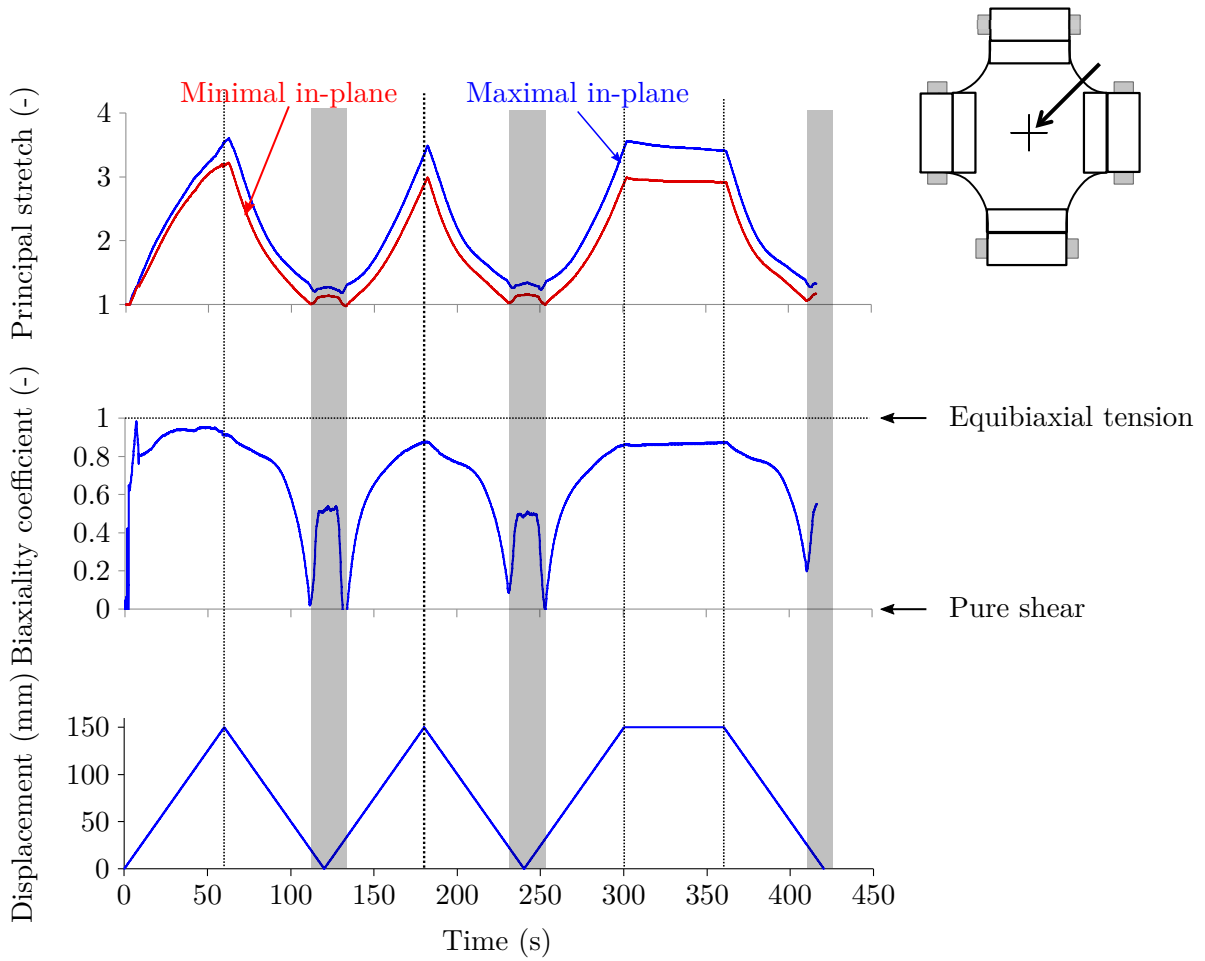 Minimal in-plane
Maximal in-plane
Principal stretch (-)
4
3
2
1
Biaxiality coefficient (-)
1
0.8
0.6
0.4
0.2
0
Equibiaxial tension
Pure shear
Displacement (mm)
150
100
50
0
0 50 100 150 200 250 300 350 400 450
Time (s)